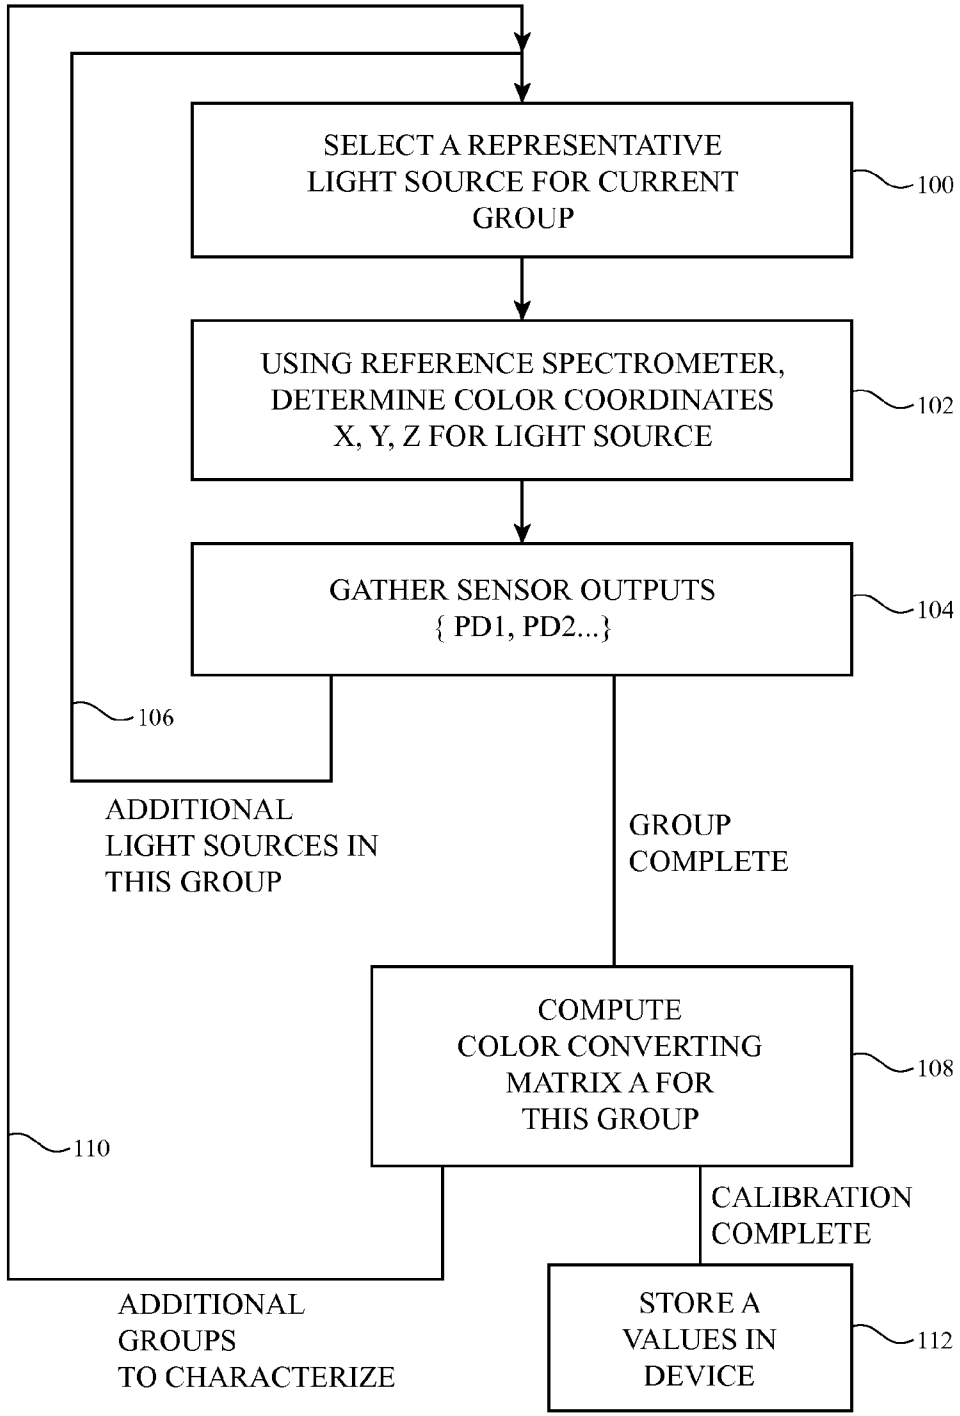 SELECT A REPRESENTATIVE
LIGHT SOURCE FOR CURRENT
GROUP
100
USING REFERENCE SPECTROMETER,
DETERMINE COLOR COORDINATES
X, Y, Z FOR LIGHT SOURCE
102
GATHER SENSOR OUTPUTS
{ PD1, PD2...}
104
106
ADDITIONAL
LIGHT SOURCES IN
THIS GROUP
GROUP
COMPLETE
COMPUTE
COLOR CONVERTING
MATRIX A FOR
THIS GROUP
108
110
CALIBRATION
COMPLETE
ADDITIONAL
GROUPS
TO CHARACTERIZE
STORE A
VALUES IN
DEVICE
112